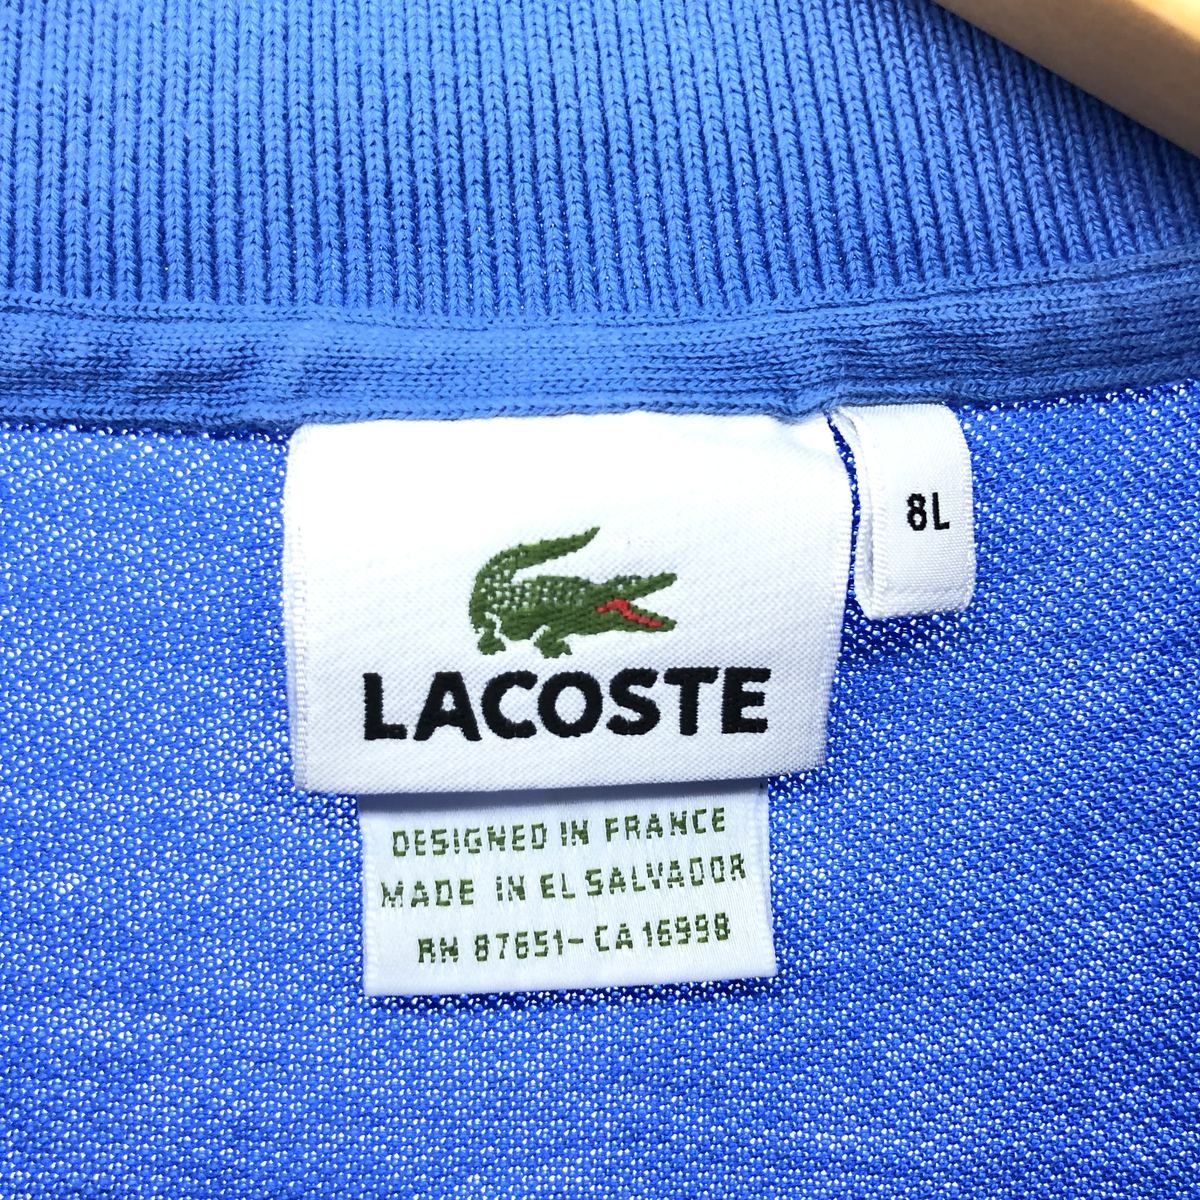 8L
LACOSTE
DESIGNED IN FRANCE
MADE IN EL SALVADOR
RN 87651-CA 16998